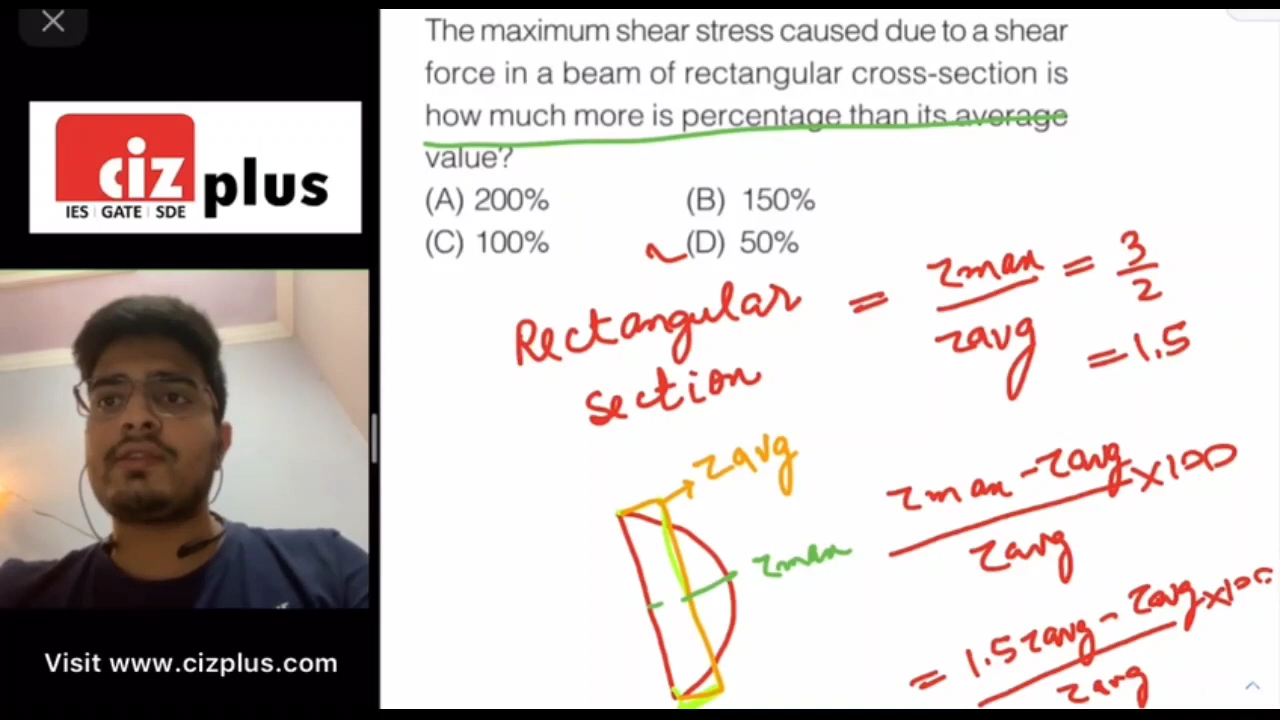 The maximum shear stress caused due to a shear
force in a beam of rectangular cross-section is
how much more is percentage than its average
value?
(A) 200% (B) 150%
(C) 100% (D) 50%
ciz plus
IES | GATE | SDE
Rectangular = τmax / τavg = 3/2
section = 1.5
τavg
τmax
τmax - τavg / τavg ×100
= 1.5 τavg - τavg / τavg ×100
Visit www.cizplus.com